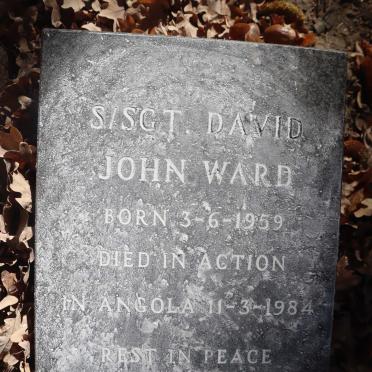 S/SGT. DAVID
JOHN WARD
BORN 3-6-1959
DIED IN ACTION
IN ANGOLA 11-3-1984
REST IN PEACE